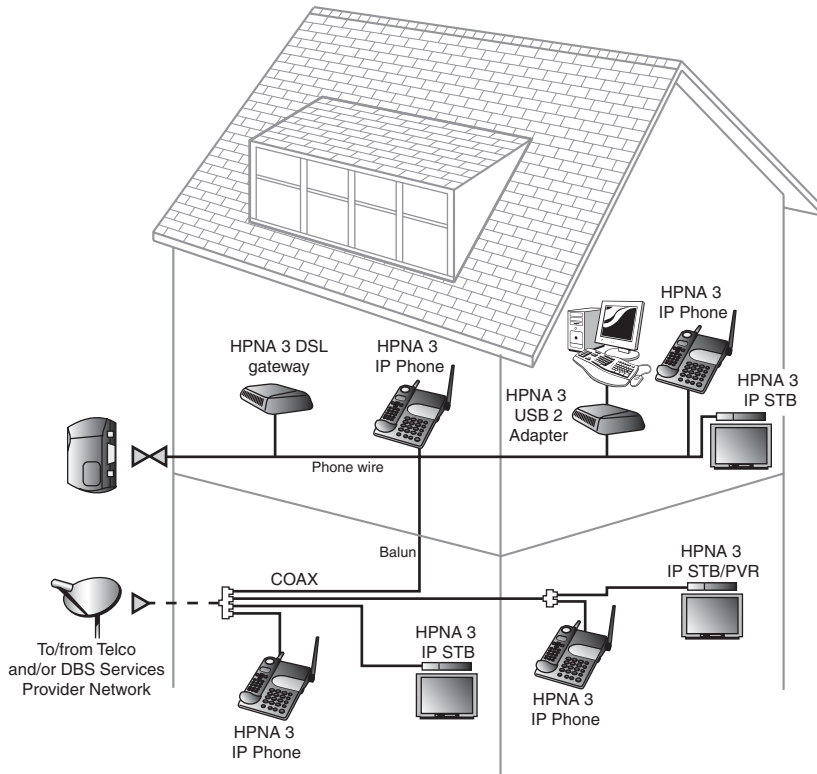 HPNA 3
IP Phone
HPNA 3 DSL
gateway
HPNA 3
IP Phone
HPNA 3
USB 2
Adapter
HPNA 3
IP STB
Phone wire
Balun
COAX
HPNA 3
IP STB/PVR
To/from Telco
and/or DBS Services
Provider Network
HPNA 3
IP Phone
HPNA 3
IP STB
HPNA 3
IP Phone